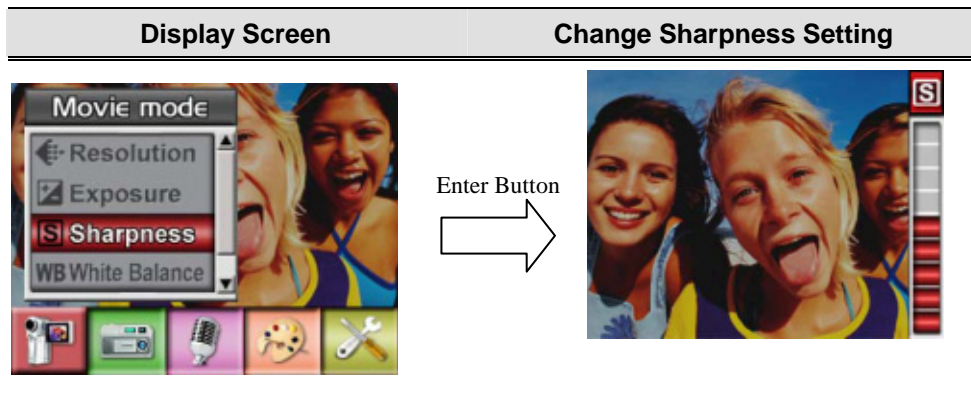 Display Screen
Change Sharpness Setting
Movie mode
Resolution
Exposure
S Sharpness
WB White Balance
Enter Button
S